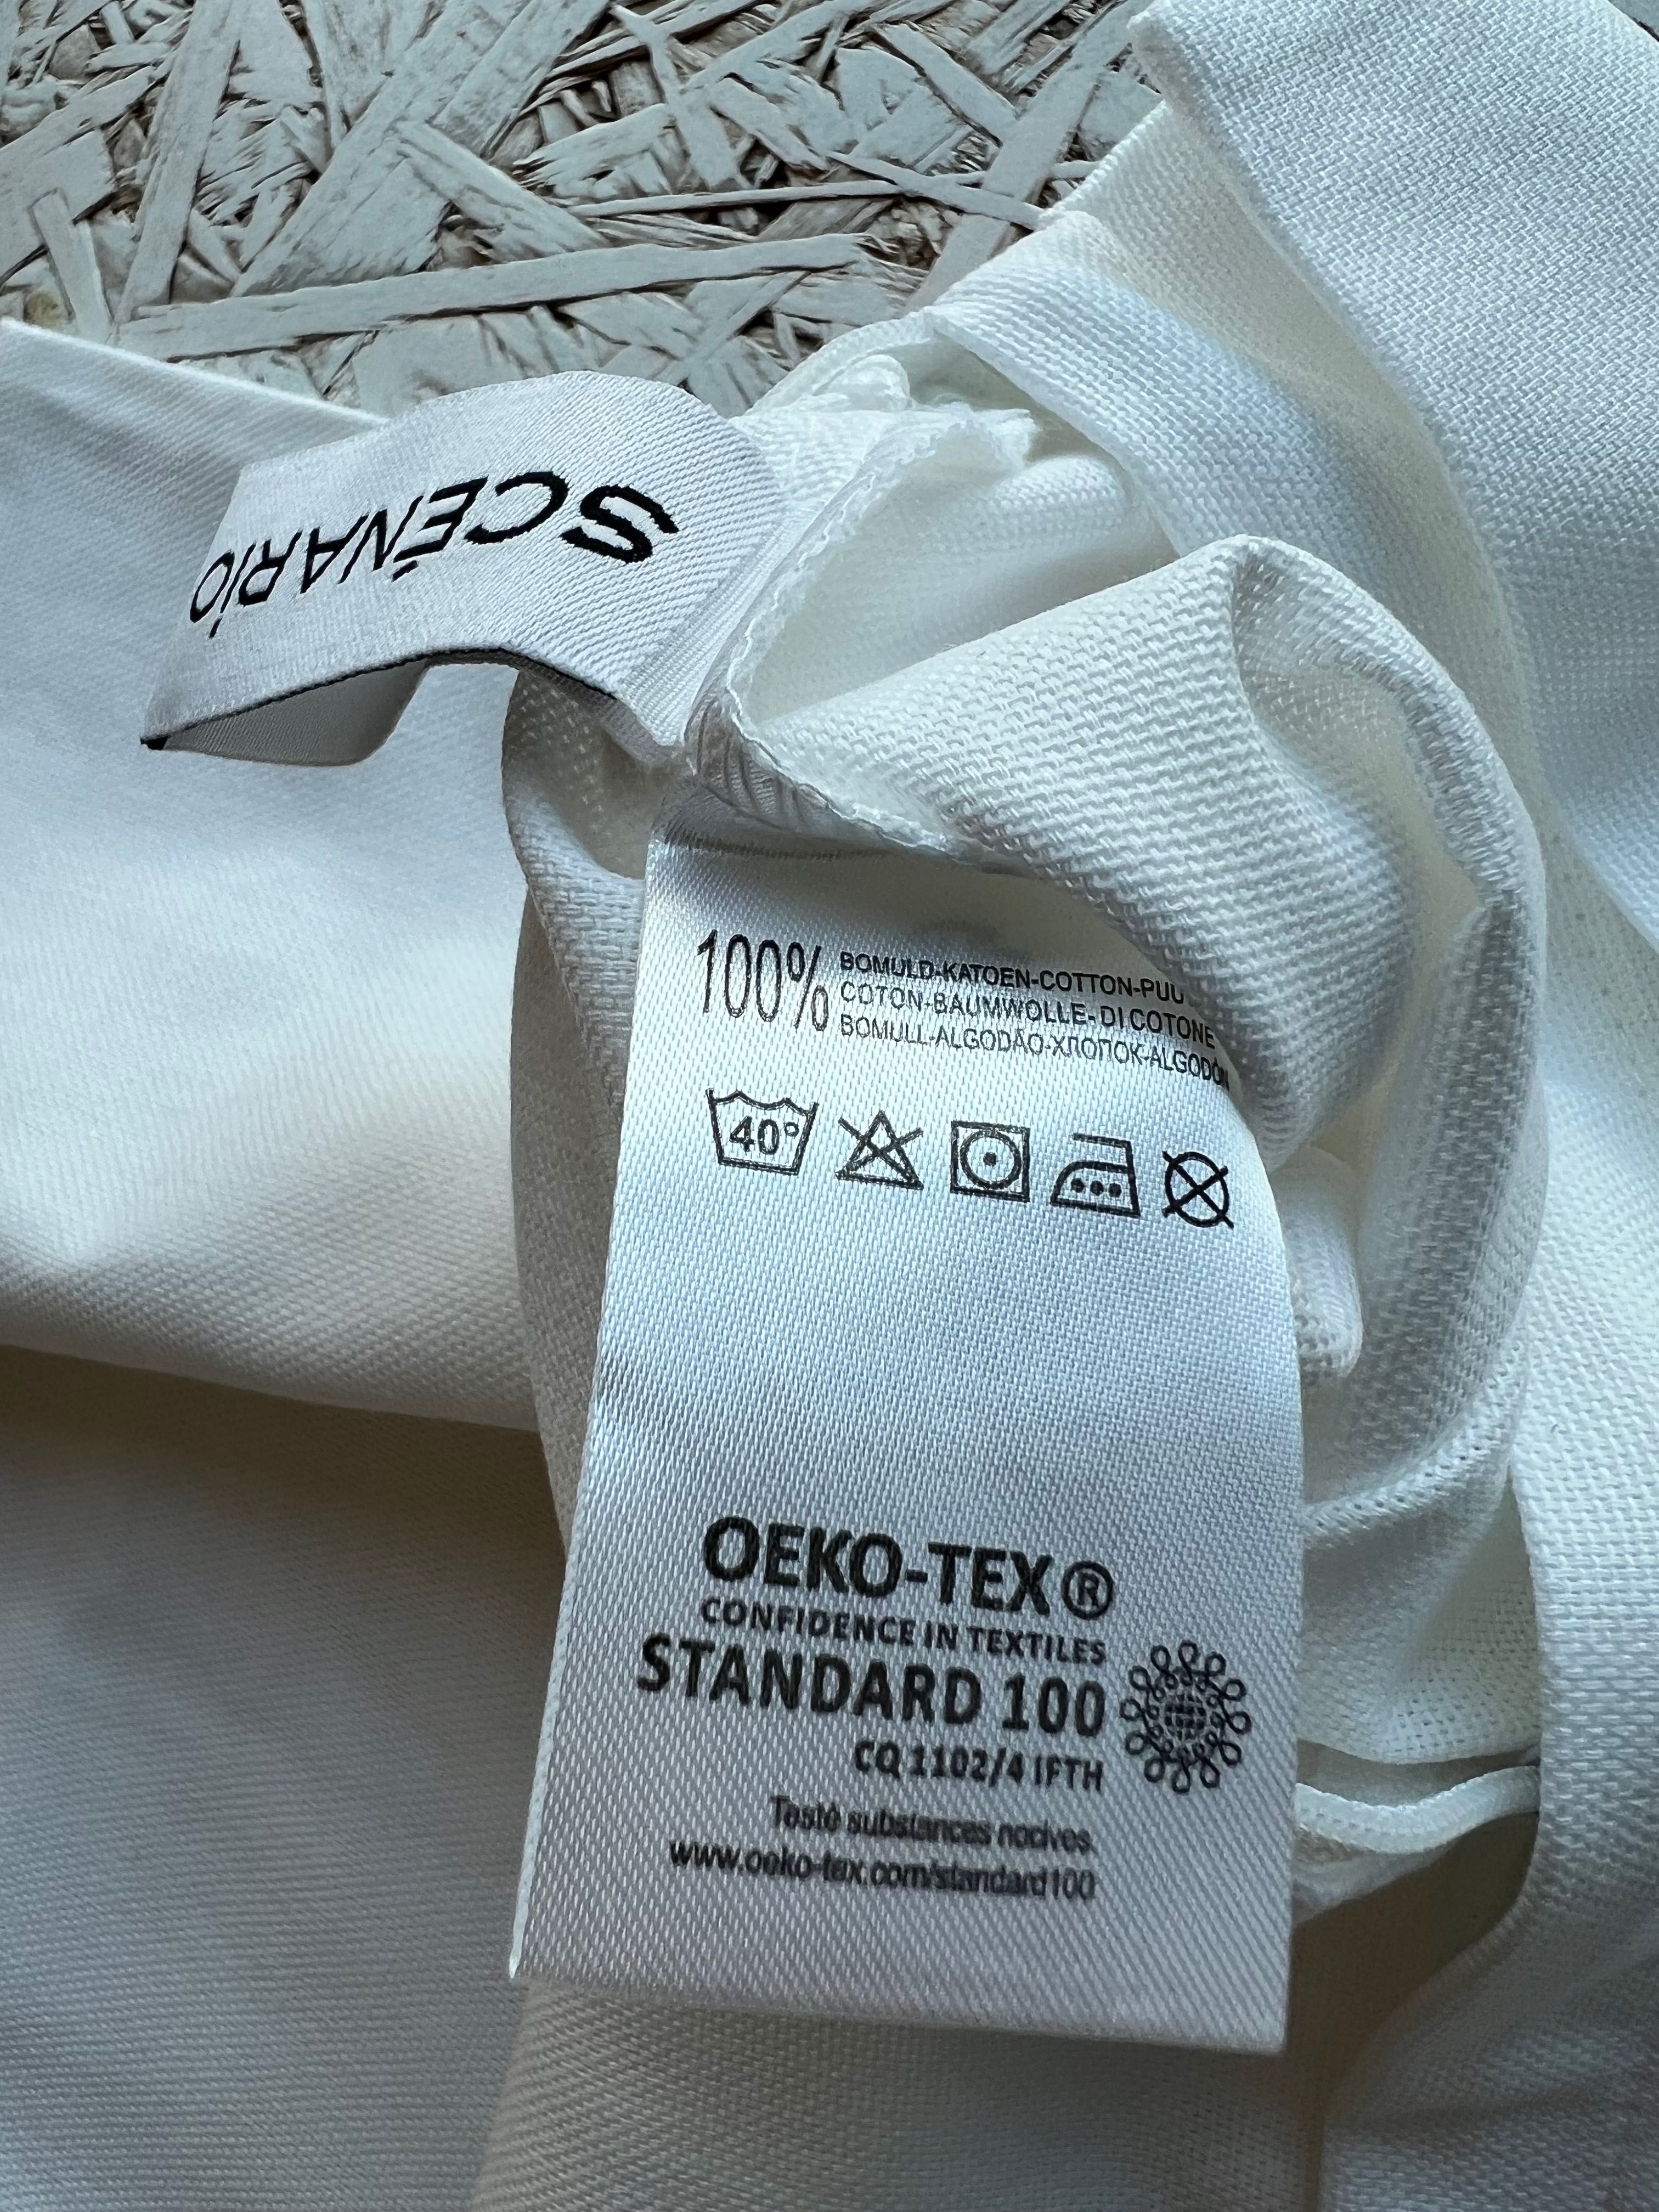 SCÉNARİO
100%
BOMULD-KATOEN-COTTON-PUU
COTON-BAUMWOLLE-DI COTONE
BOMULL-ALGODÃO-ХЛОПОК-ALGODÓN
40°
OEKO-TEX®
CONFIDENCE IN TEXTILES
STANDARD 100
CQ 1102/4 IFTH
Testé substances nocives
www.oeko-tex.com/standard100